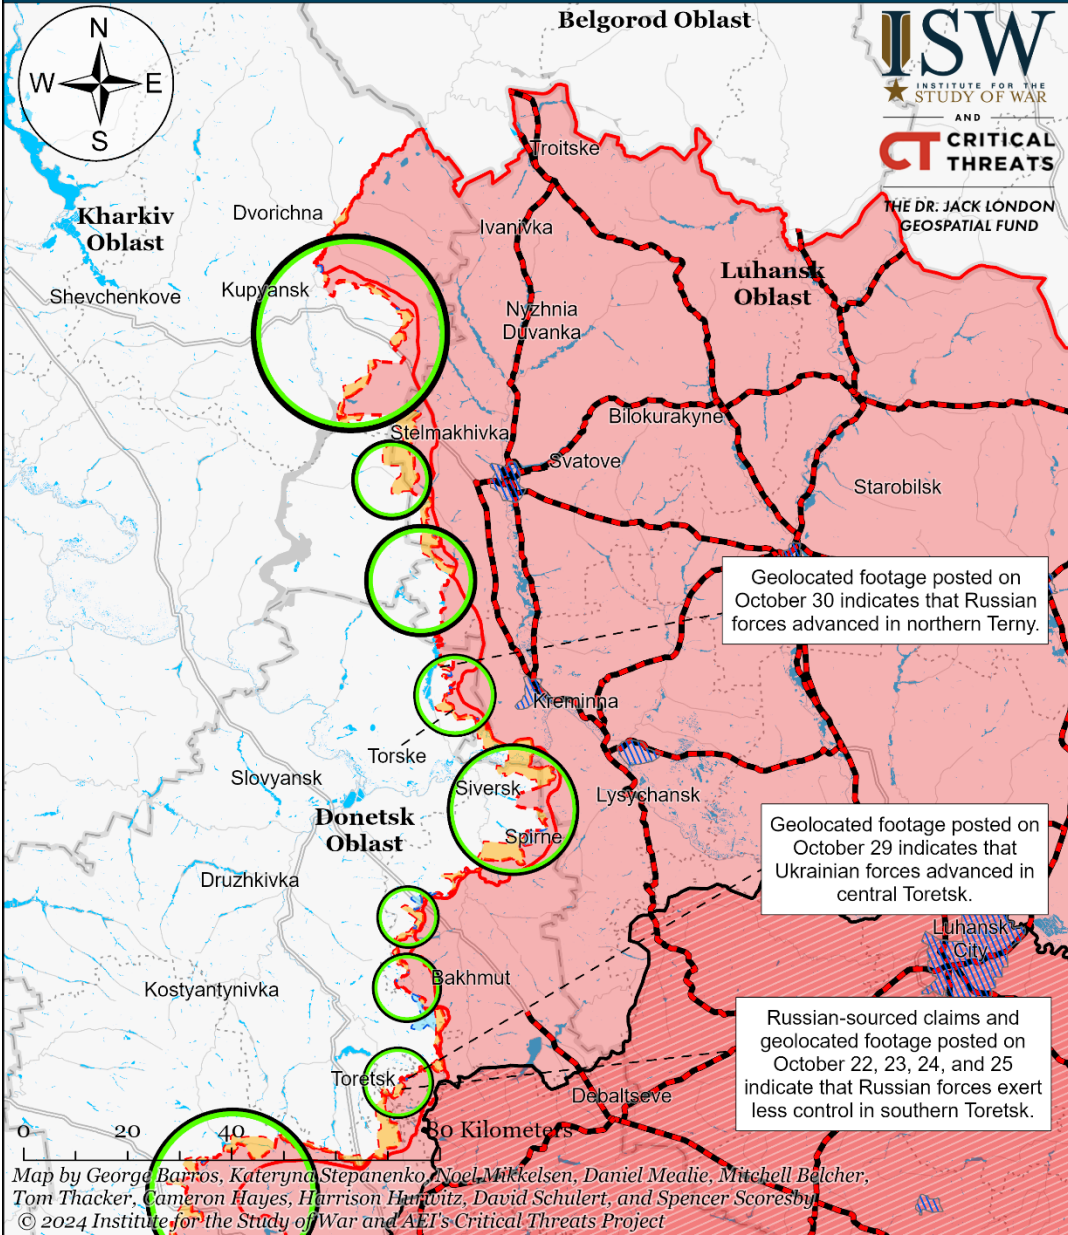 Belgorod Oblast
N
W
E
S
ISW
INSTITUTE FOR THE
STUDY OF WAR
AND
CT CRITICAL
THREATS
THE DR. JACK LONDON
GEOSPATIAL FUND
Troitske
Dvorichna
Kharkiv
Oblast
Ivanivka
Luhansk
Oblast
Shevchenkove
Kupyansk
Nyzhnia
Duvanka
Bilokurakyne
Stelmakhivka
Svatove
Starobilsk
Geolocated footage posted on
October 30 indicates that Russian
forces advanced in northern Terny.
Kreminna
Torske
Slovyansk
Siversk
Lysychansk
Donetsk
Oblast
Spirne
Geolocated footage posted on
October 29 indicates that
Ukrainian forces advanced in
central Toretsk.
Druzhkivka
Luhansk
City
Bakhmut
Kostyantynivka
Russian-sourced claims and
geolocated footage posted on
October 22, 23, 24, and 25
indicate that Russian forces exert
less control in southern Toretsk.
Toretsk
Debaltseve
0 20 40 80 Kilometers
Map by George Barros, Kateryna Stepanenko, Noel Mikkelsen, Daniel Mealie, Mitchell Belcher,
Tom Thacker, Cameron Hayes, Harrison Hurwitz, David Schulert, and Spencer Scoresby
© 2024 Institute for the Study of War and AEI's Critical Threats Project